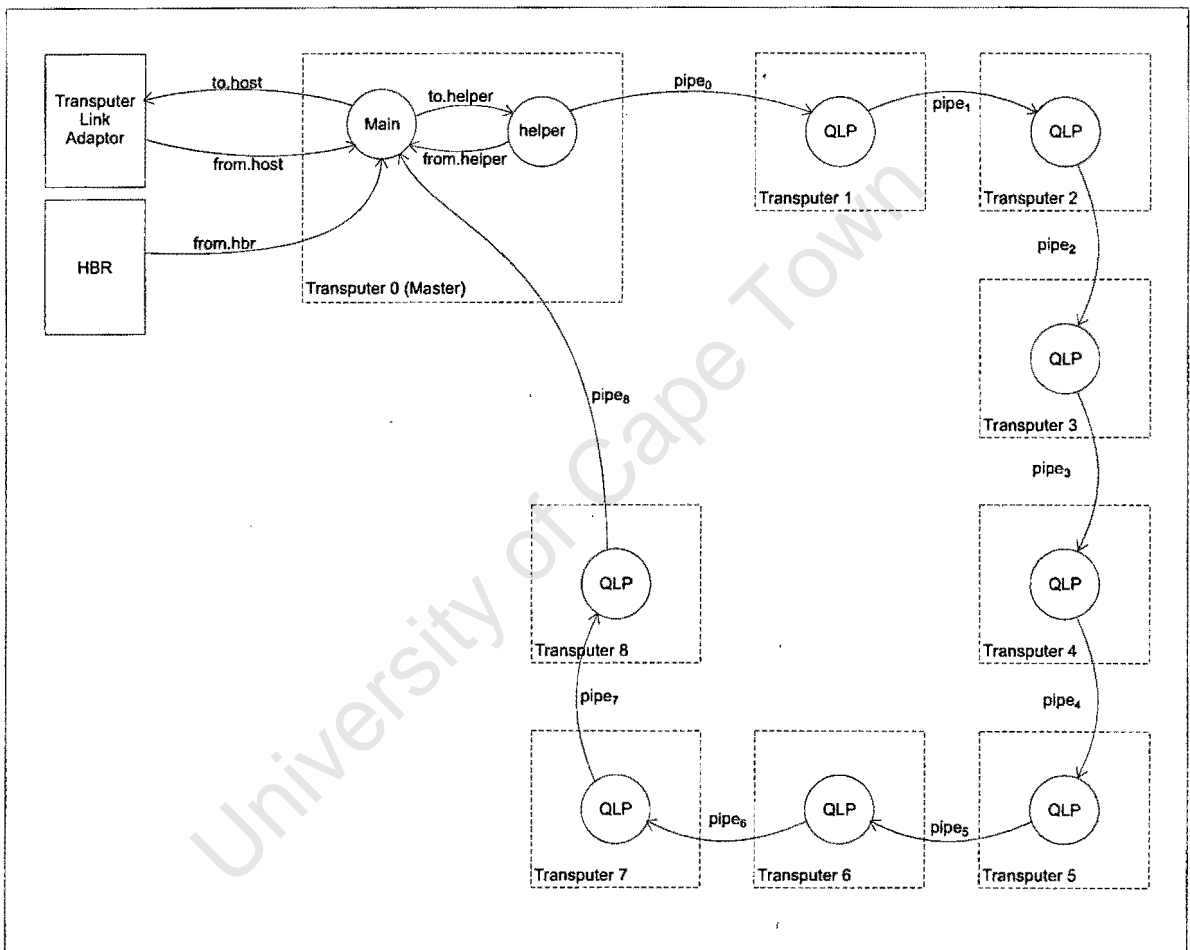 Transputer
Link
Adaptor
to.host
from.host
HBR
from.hbr
Main
to.helper
from.helper
helper
Transputer 0 (Master)
pipe₀
QLP
Transputer 1
pipe₁
QLP
Transputer 2
pipe₂
QLP
Transputer 3
pipe₃
QLP
Transputer 4
pipe₄
QLP
Transputer 5
pipe₅
QLP
Transputer 6
pipe₆
QLP
Transputer 7
pipe₇
QLP
Transputer 8
pipe₈
University of Cape Town